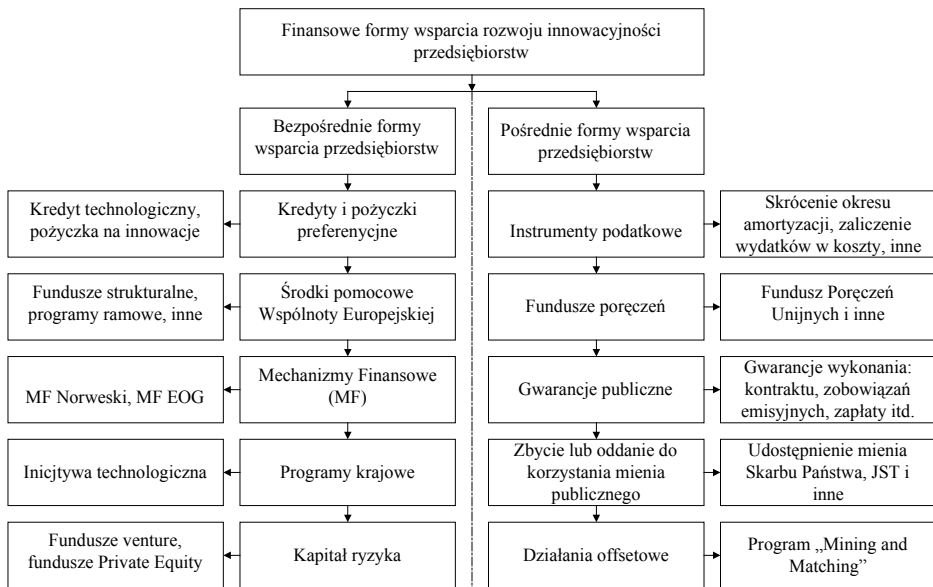 Finansowe formy wsparcia rozwoju innowacyjności
przedsiębiorstw
Bezpośrednie formy
wsparcia przedsiębiorstw
Pośrednie formy wsparcia
przedsiębiorstw
Kredyt technologiczny,
pożyczka na innowacje
Kredyty i pożyczki
preferenycjne
Instrumenty podatkowe
Skrócenie okresu
amortyzacji, zaliczenie
wydatków w koszty, inne
Fundusze strukturalne,
programy ramowe, inne
Środki pomocowe
Wspólnoty Europejskiej
Fundusze poręczeń
Fundusz Poręczeń
Unijnych i inne
MF Norweski, MF EOG
Mechanizmy Finansowe
(MF)
Gwarancje publiczne
Gwarancje wykonania:
kontraktu, zobowiązań
emisyjnych, zapłaty itd.
Inicjtywa technologiczna
Programy krajowe
Zbycie lub oddanie do
korzystania mienia
publicznego
Udostępnienie mienia
Skarbu Państwa, JST i
inne
Fundusze venture,
fundusze Private Equity
Kapitał ryzyka
Działania offsetowe
Program „Mining and
Matching”